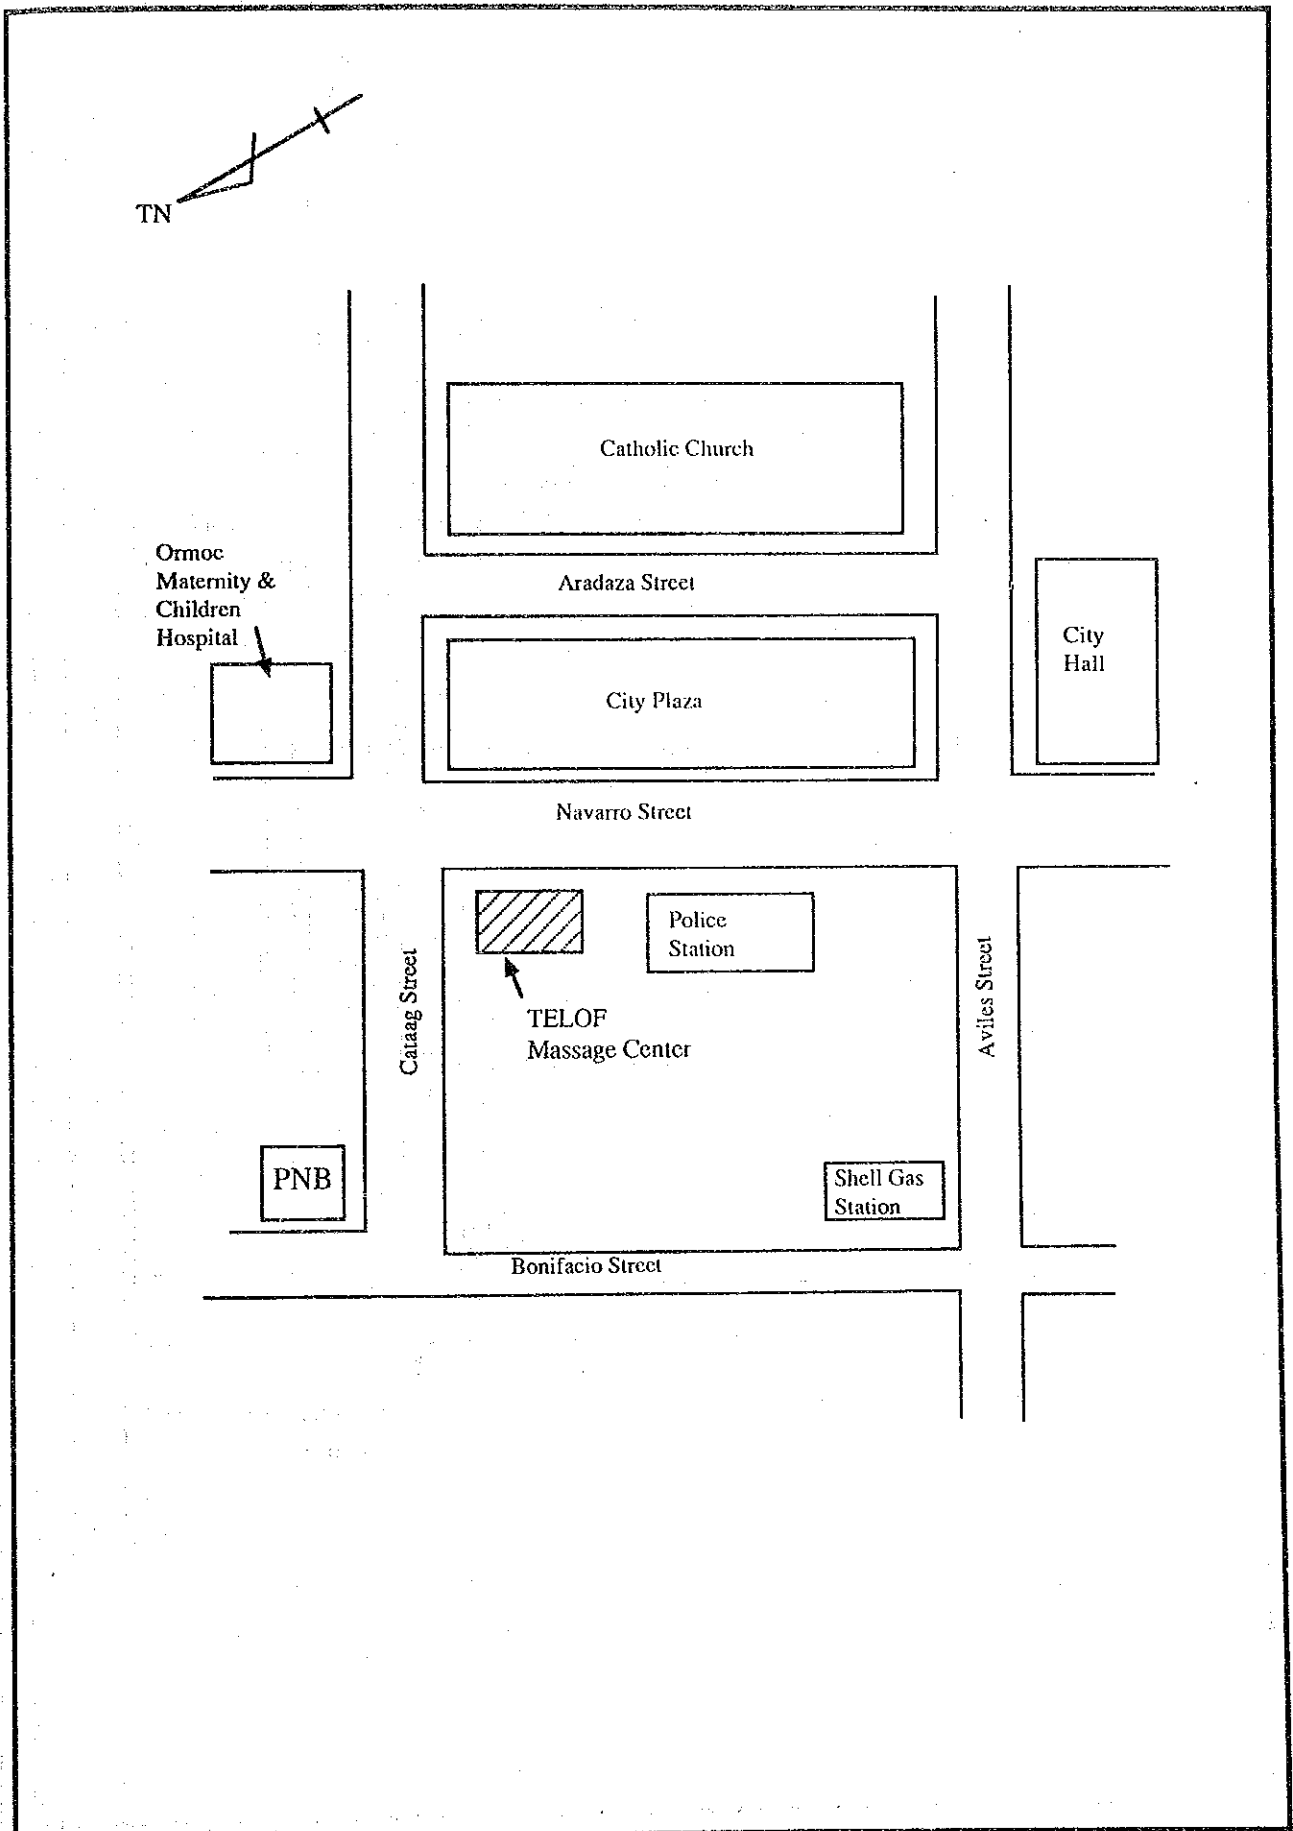 TN
Catholic Church
Ormoc
Maternity &
Children
Hospital
Aradaza Street
City
Hall
City Plaza
Navarro Street
Police
Station
Cataag Street
Aviles Street
TELOF
Massage Center
PNB
Shell Gas
Station
Bonifacio Street